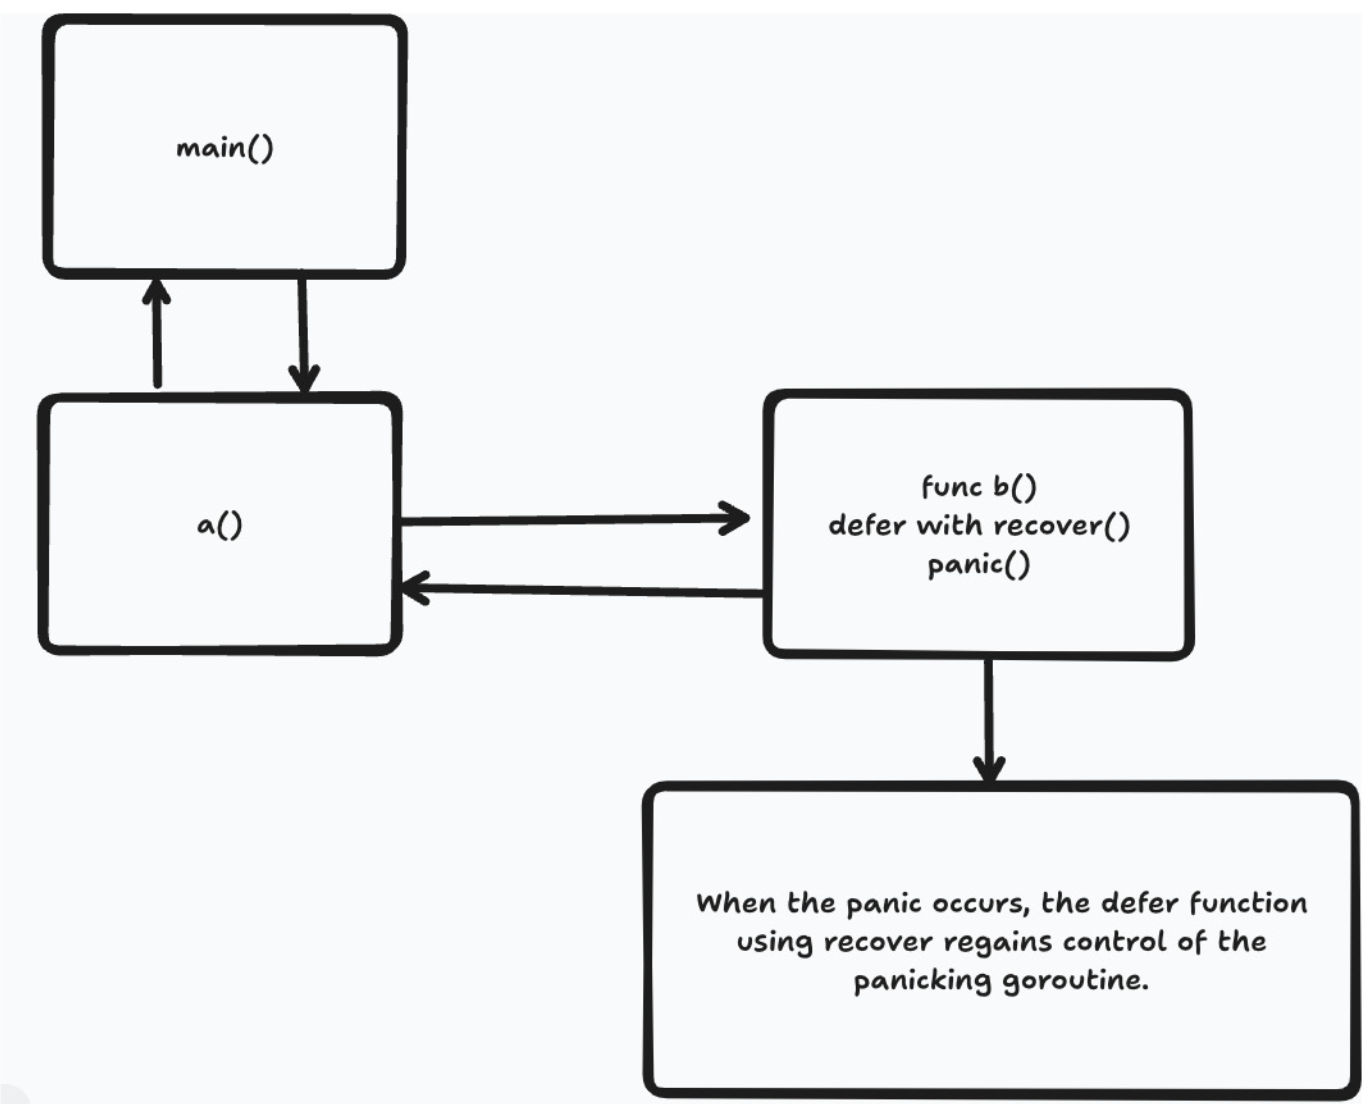 main()
a()
func b()
defer with recover()
panic()
When the panic occurs, the defer function
using recover regains control of the
panicking goroutine.